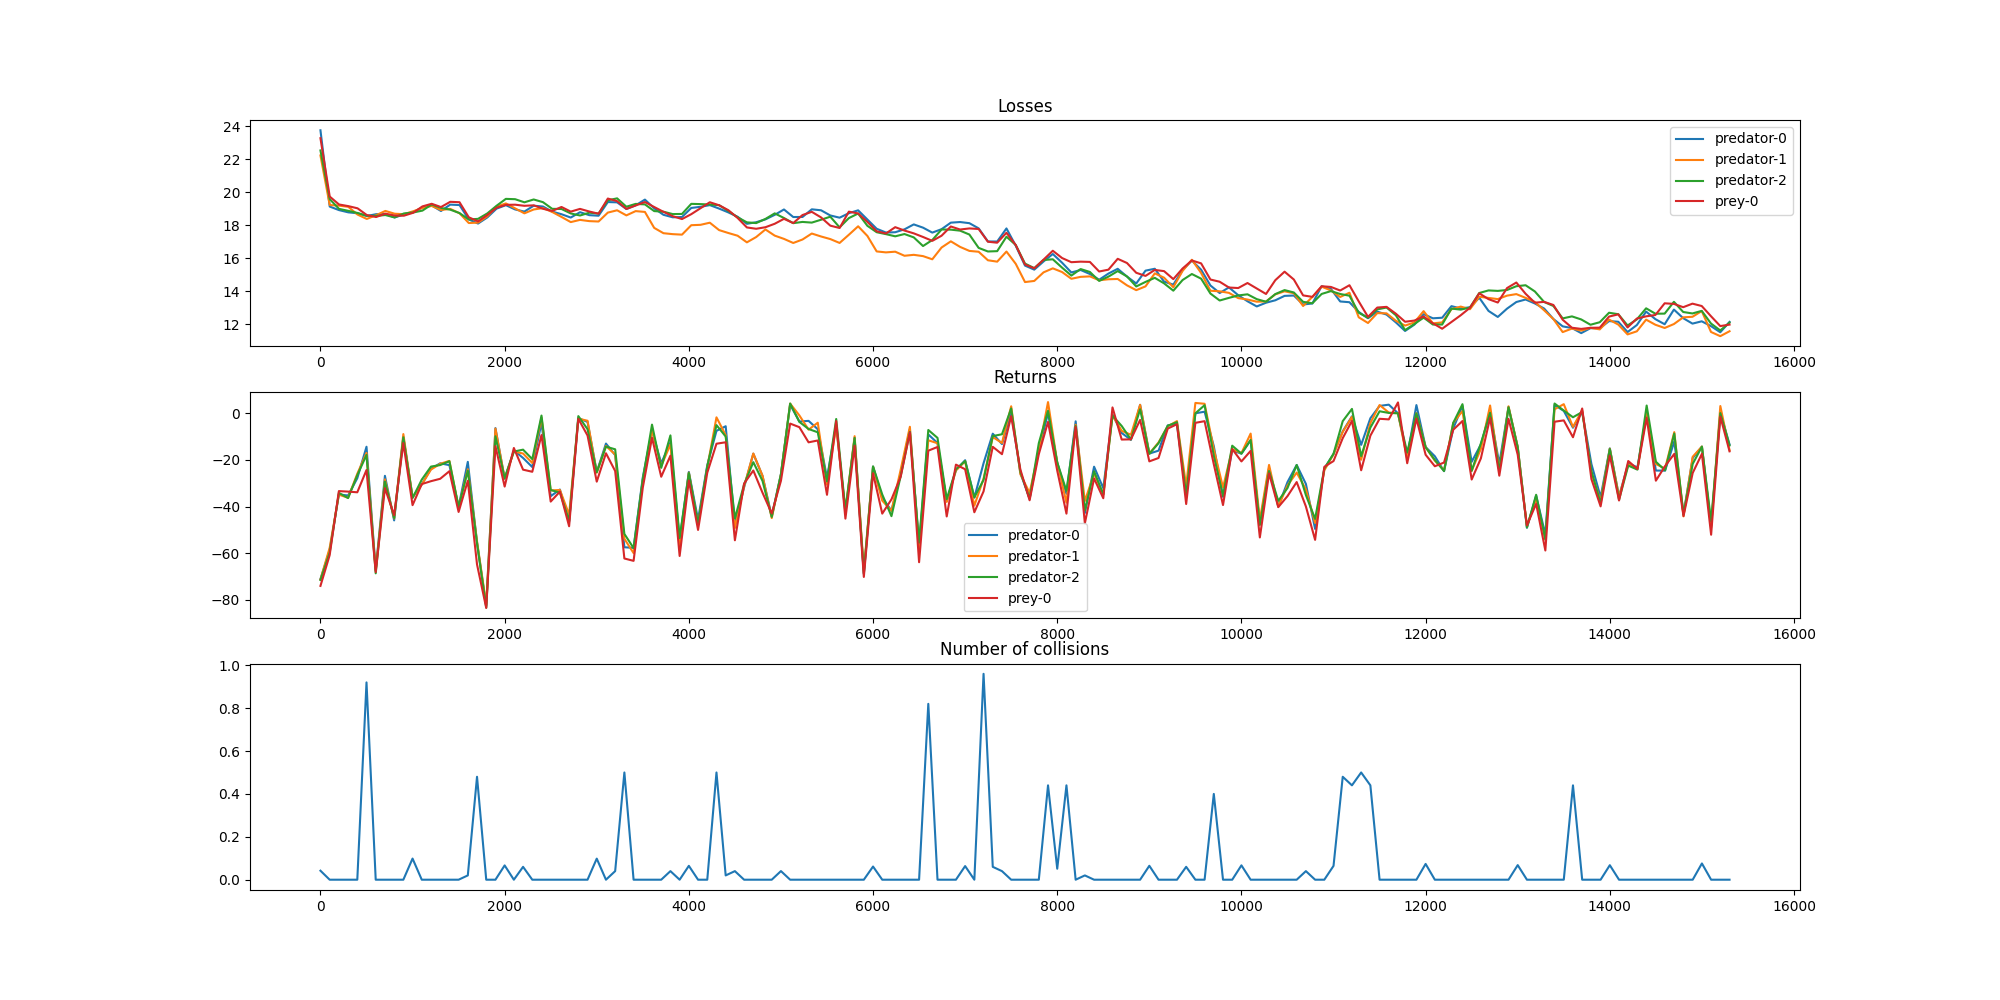 Losses
24
22
20
18
16
14
12
predator-0
predator-1
predator-2
prey-0
0 2000 4000 6000 8000 10000 12000 14000 16000
Returns
0
−20
−40
−60
−80
predator-0
predator-1
predator-2
prey-0
0 2000 4000 6000 8000 10000 12000 14000 16000
Number of collisions
1.0
0.8
0.6
0.4
0.2
0.0
0 2000 4000 6000 8000 10000 12000 14000 16000